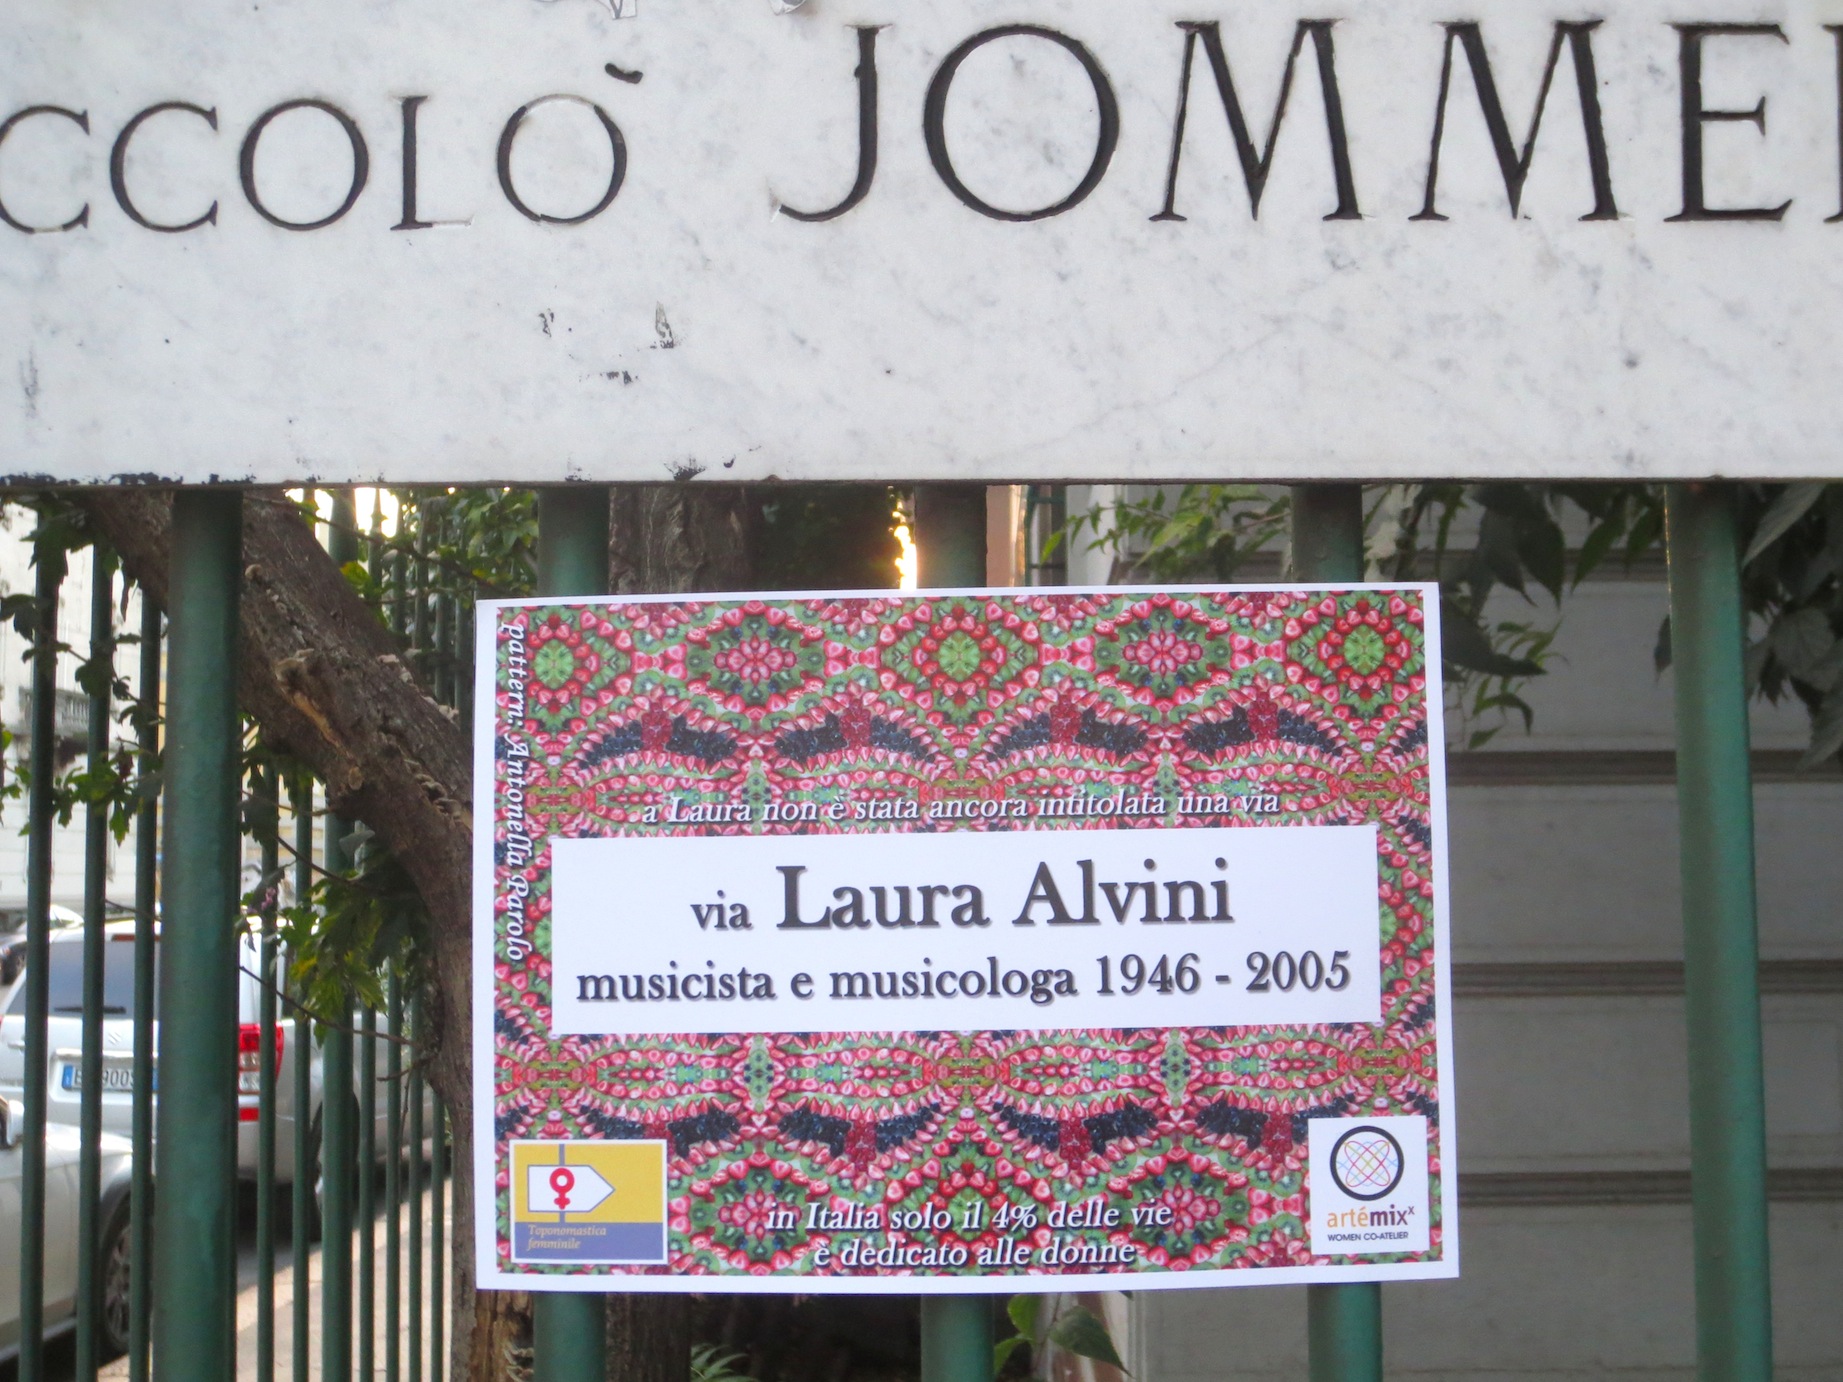 CCOLÒ JOMME
pattern: Antonella Parolo
a Laura non è stata ancora intitolata una via
via Laura Alvini
musicista e musicologa 1946 - 2005
in Italia solo il 4% delle vie
è dedicato alle donne
Toponomastica
femminile
artémixx
WOMEN CO-ATELIER